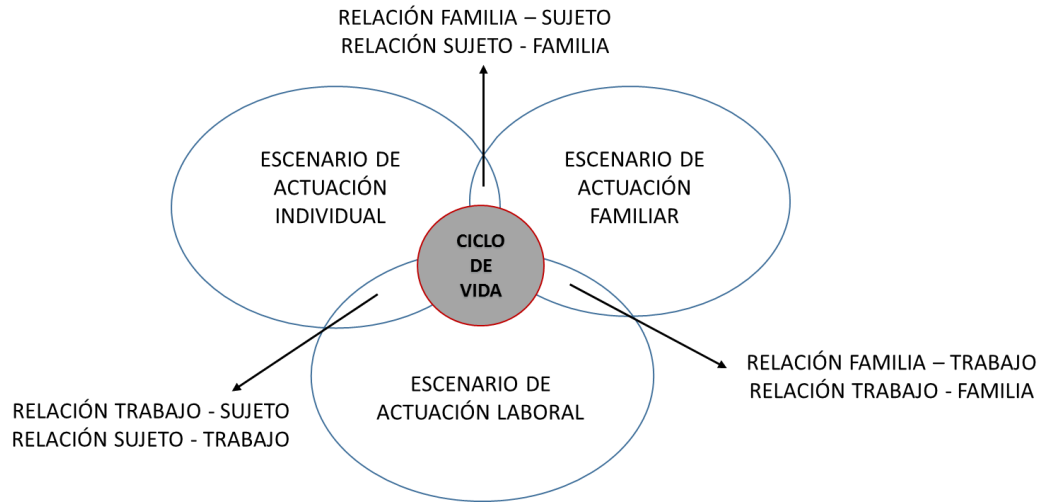 RELACIÓN FAMILIA – SUJETO
RELACIÓN SUJETO - FAMILIA
ESCENARIO DE
ACTUACIÓN
INDIVIDUAL
ESCENARIO DE
ACTUACIÓN
FAMILIAR
CICLO
DE
VIDA
RELACIÓN FAMILIA – TRABAJO
RELACIÓN TRABAJO - FAMILIA
ESCENARIO DE
ACTUACIÓN LABORAL
RELACIÓN TRABAJO - SUJETO
RELACIÓN SUJETO - TRABAJO